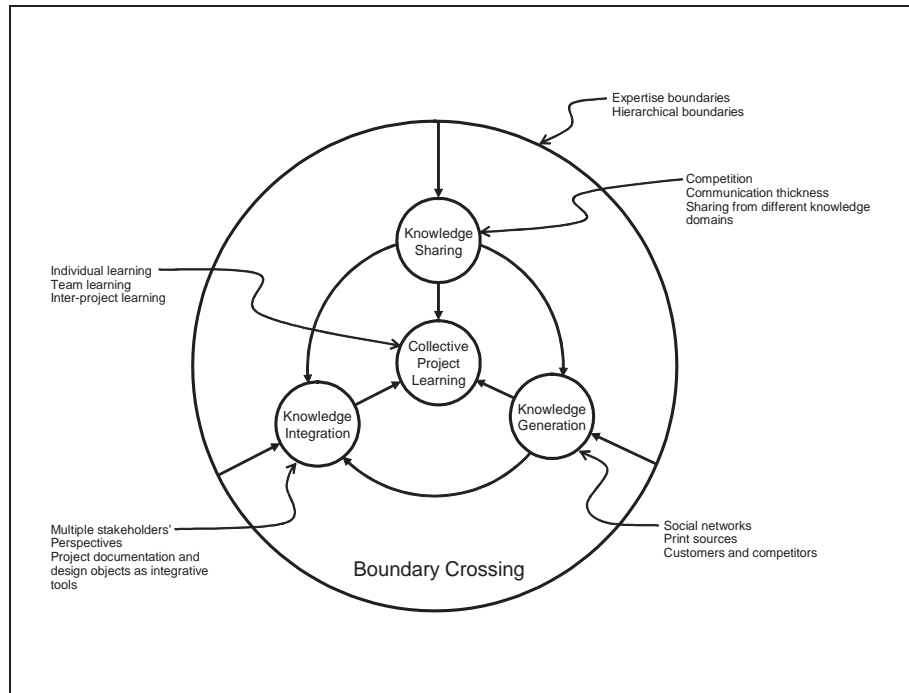 Expertise boundaries
Hierarchical boundaries
Competition
Communication thickness
Sharing from different knowledge
domains
Knowledge
Sharing
Individual learning
Team learning
Inter-project learning
Collective
Project
Learning
Knowledge
Integration
Knowledge
Generation
Multiple stakeholders'
Perspectives
Project documentation and
design objects as integrative
tools
Social networks
Print sources
Customers and competitors
Boundary Crossing